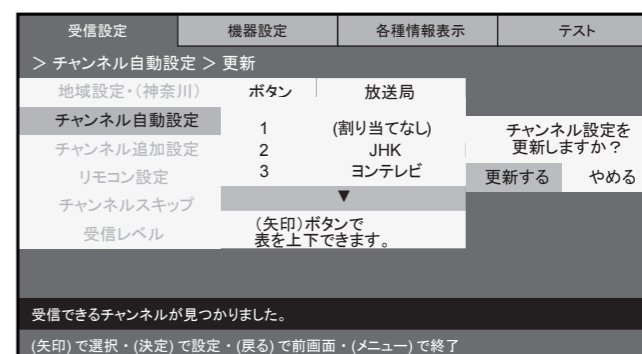 受信設定
機器設定
各種情報表示
テスト
＞ チャンネル自動設定 ＞ 更新
地域設定・(神奈川)
チャンネル自動設定
チャンネル追加設定
リモコン設定
チャンネルスキップ
受信レベル
ボタン 放送局
1 (割り当てなし)
2 JHK
3 ヨンテレビ
▼
(矢印)ボタンで
表を上下できます。
チャンネル設定を
更新しますか？
更新する やめる
受信できるチャンネルが見つかりました。
(矢印) で選択・(決定) で設定・(戻る) で前画面・(メニュー) で終了